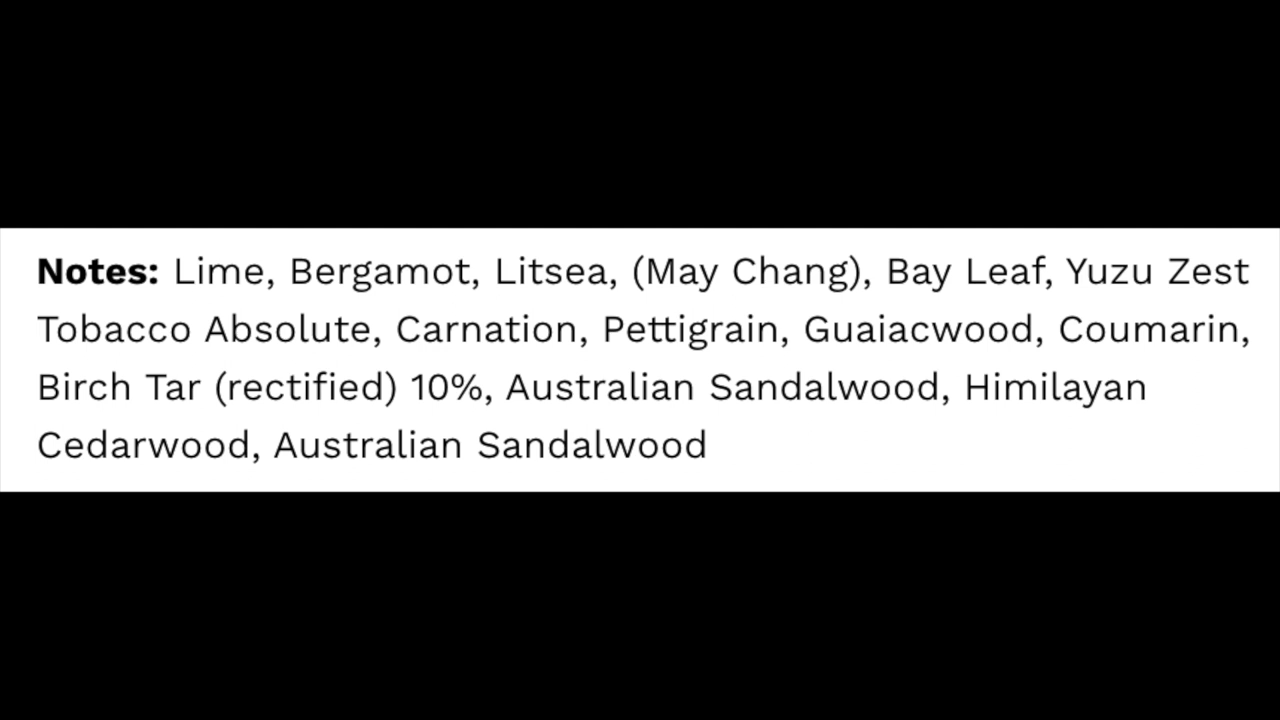 Notes: Lime, Bergamot, Litsea, (May Chang), Bay Leaf, Yuzu Zest
Tobacco Absolute, Carnation, Pettigrain, Guaiacwood, Coumarin,
Birch Tar (rectified) 10%, Australian Sandalwood, Himilayan
Cedarwood, Australian Sandalwood